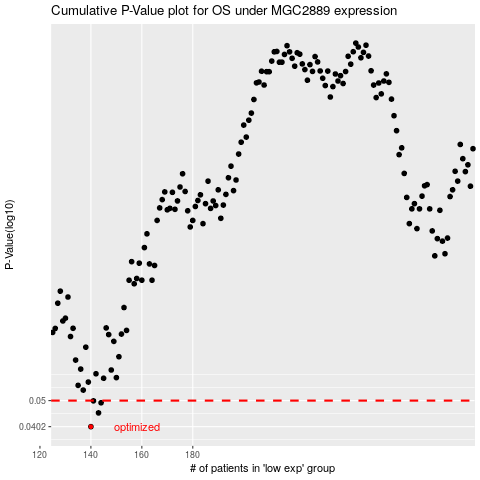 Cumulative P-Value plot for OS under MGC2889 expression
P-Value(log10)
0.05
0.0402
optimized
120 140 160 180
# of patients in 'low exp' group